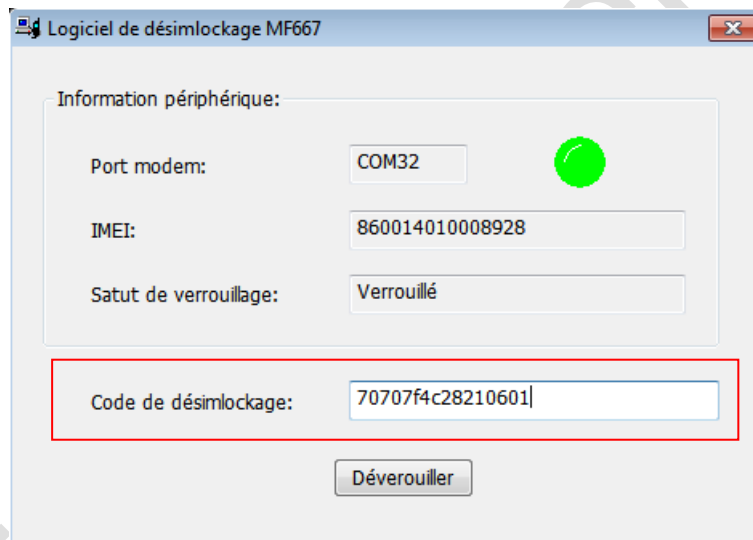 Logiciel de désimlockage MF667
Information périphérique:
Port modem: COM32
IMEI: 860014010008928
Satut de verrouillage: Verrouillé
Code de désimlockage: 70707f4c28210601
Déverouiller